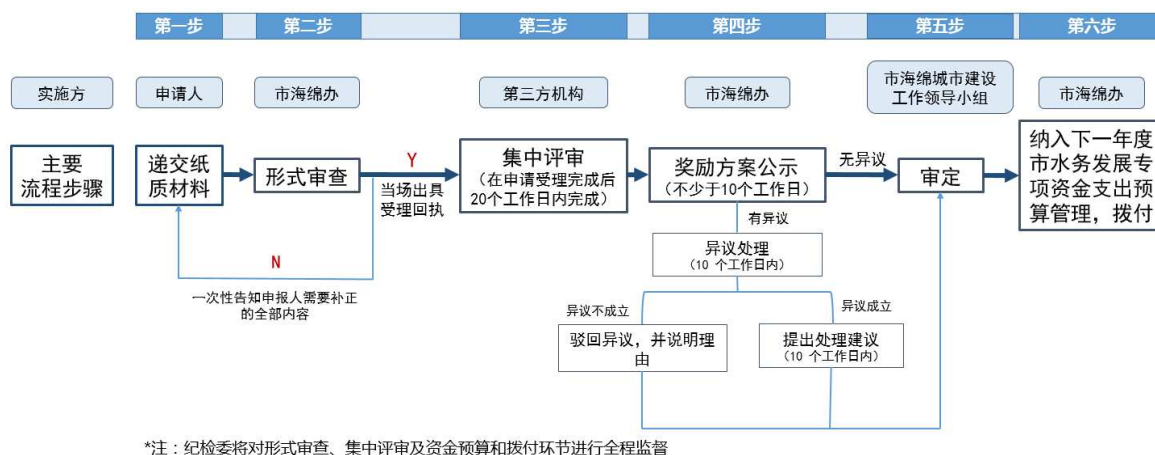 第一步
第二步
第三步
第四步
第五步
第六步
实施方
申请人
市海绵办
第三方机构
市海绵办
市海绵城市建设
工作领导小组
市海绵办
主要
流程步骤
递交纸
质材料
形式审查
Y
当场出具
受理回执
集中评审
(在申请受理完成后
20个工作日内完成)
奖励方案公示
(不少于10个工作日)
无异议
审定
纳入下一年度
市水务发展专
项资金支出预
算管理，拨付
N
一次性告知申报人需要补正
的全部内容
有异议
异议处理
(10 个工作日内)
异议不成立
异议成立
驳回异议，并说明理
由
提出处理建议
(10 个工作日内)
*注：纪检委将对形式审查、集中评审及资金预算和拨付环节进行全程监督